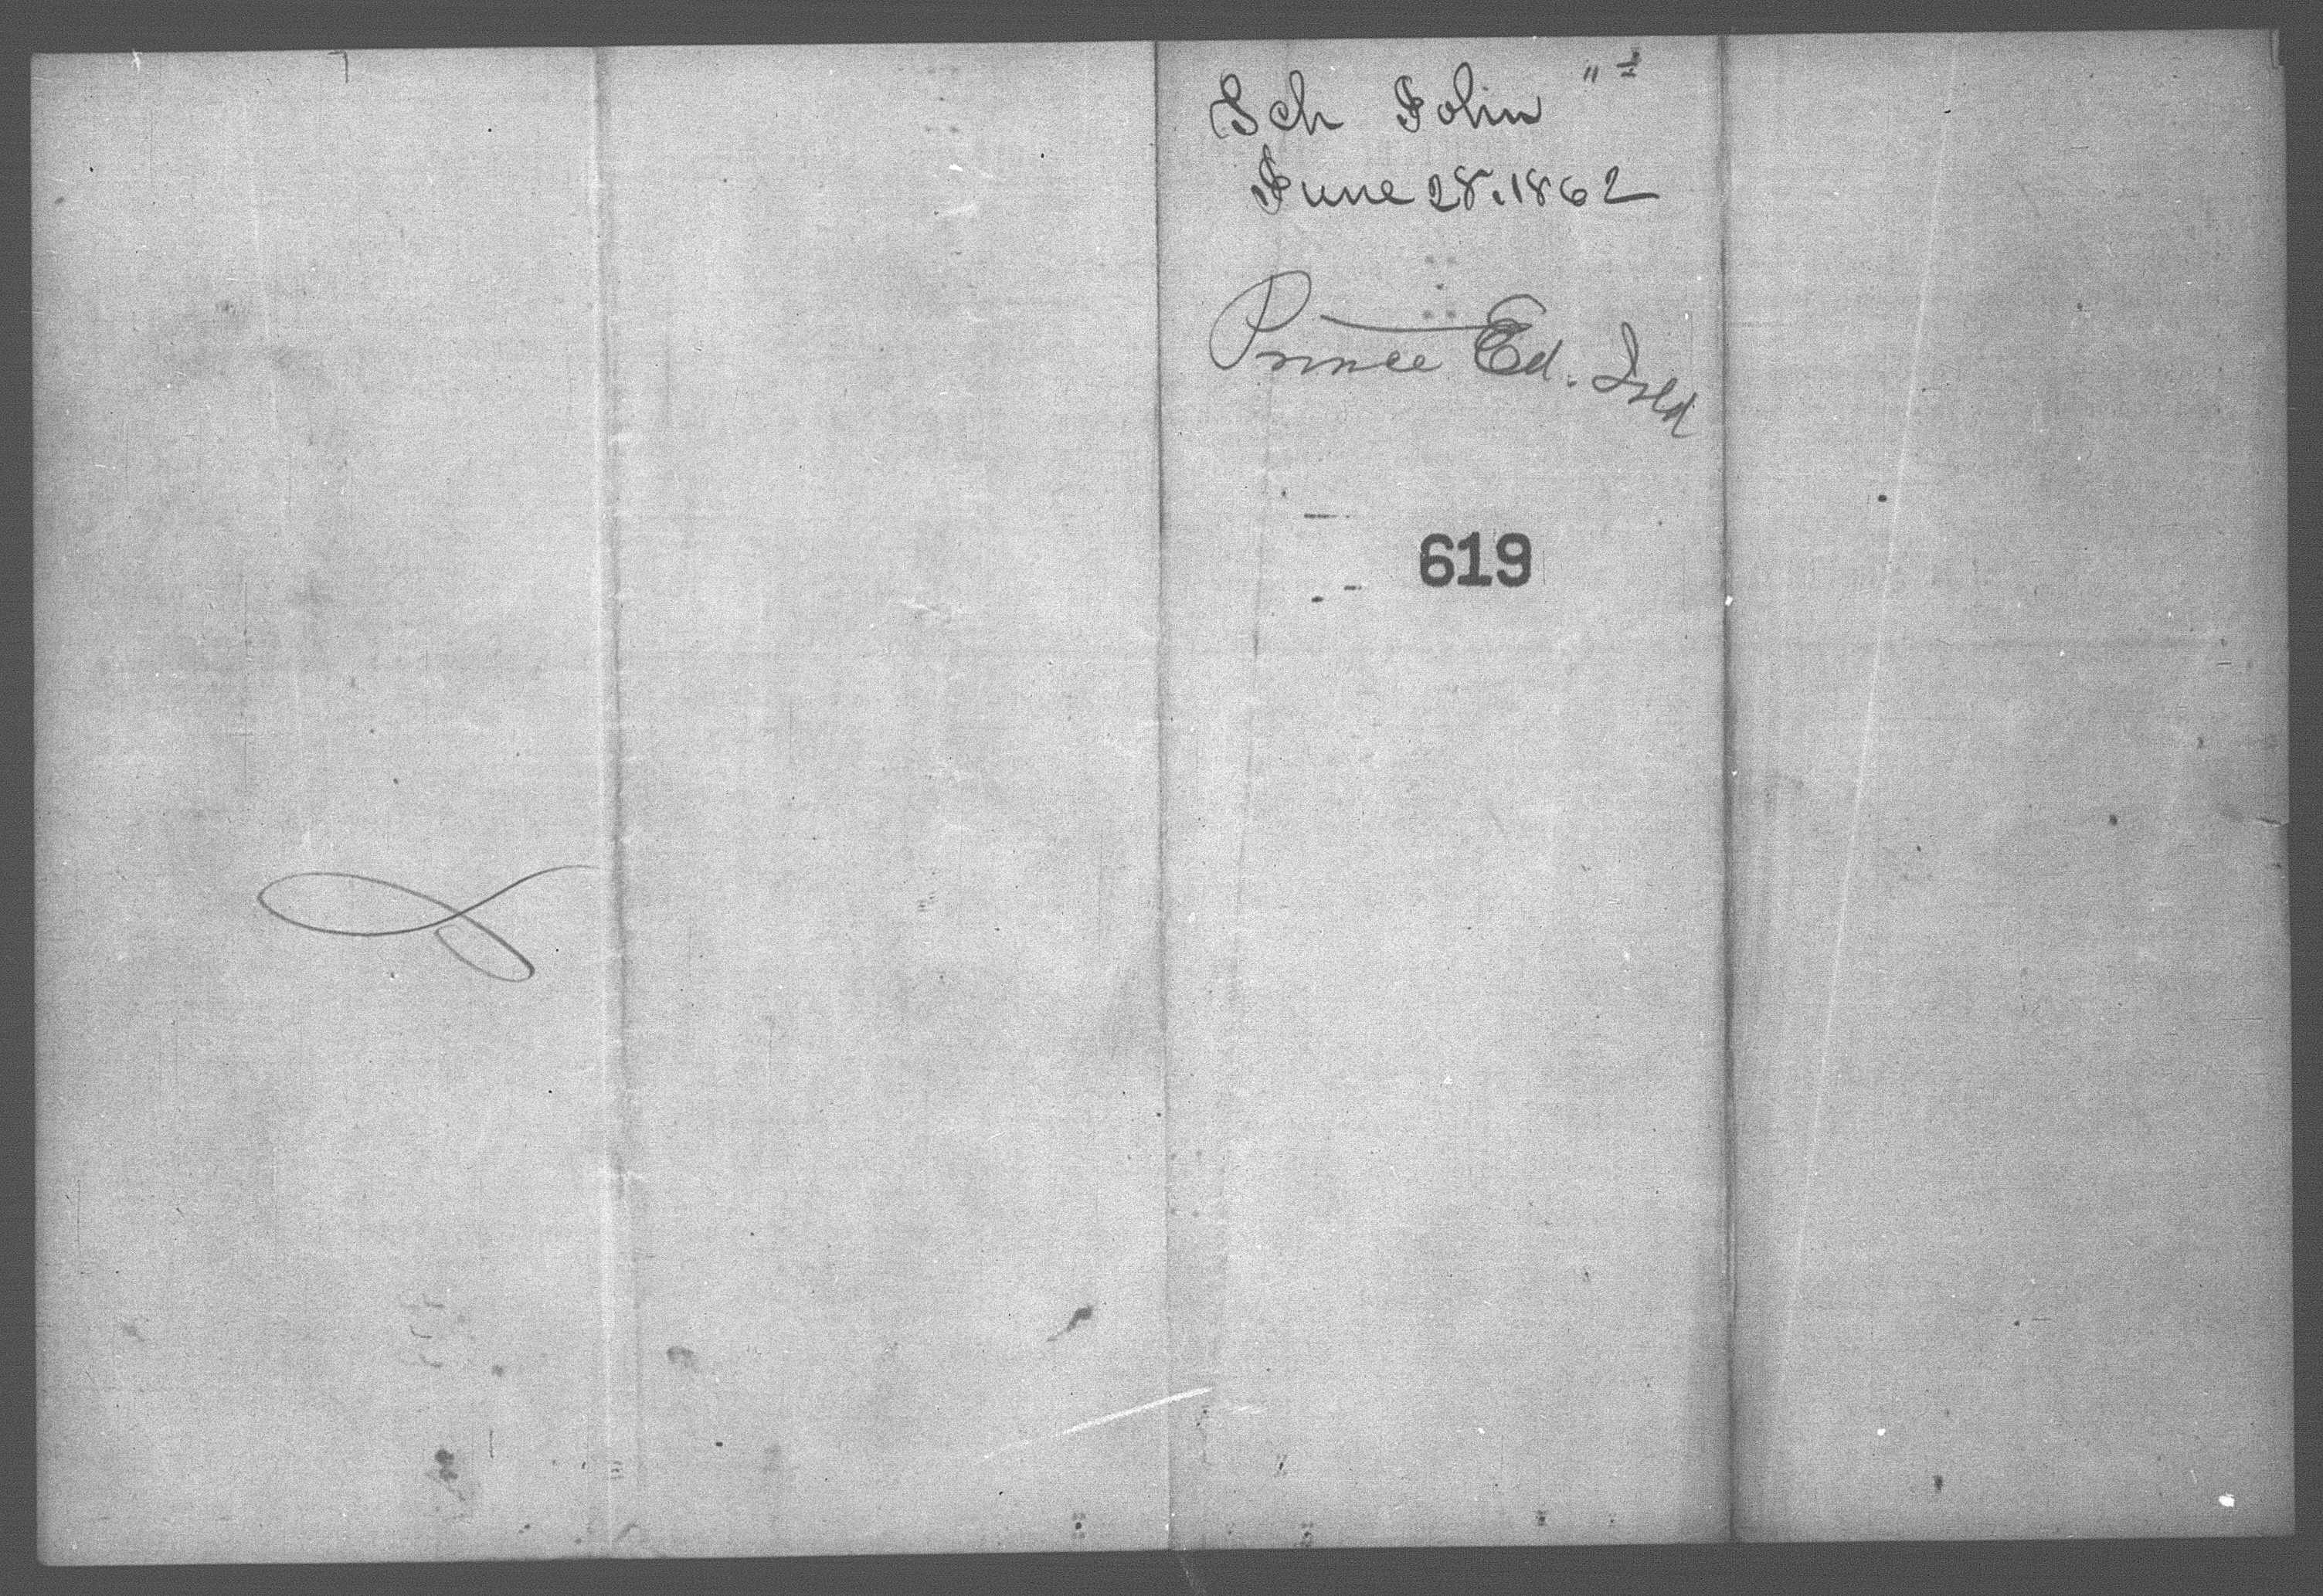 Sch John
June 28. 1862
Prince Ed. Isld
619